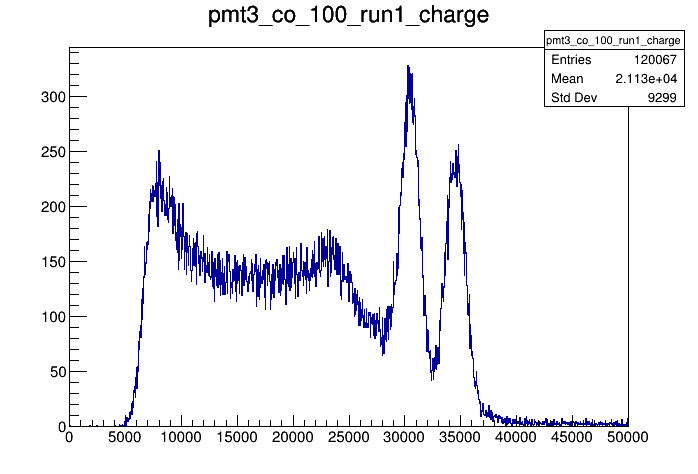 pmt3_co_100_run1_charge
pmt3_co_100_run1_charge
Entries 120067
Mean 2.113e+04
Std Dev 9299
300
250
200
150
100
50
0
0 5000 10000 15000 20000 25000 30000 35000 40000 45000 50000